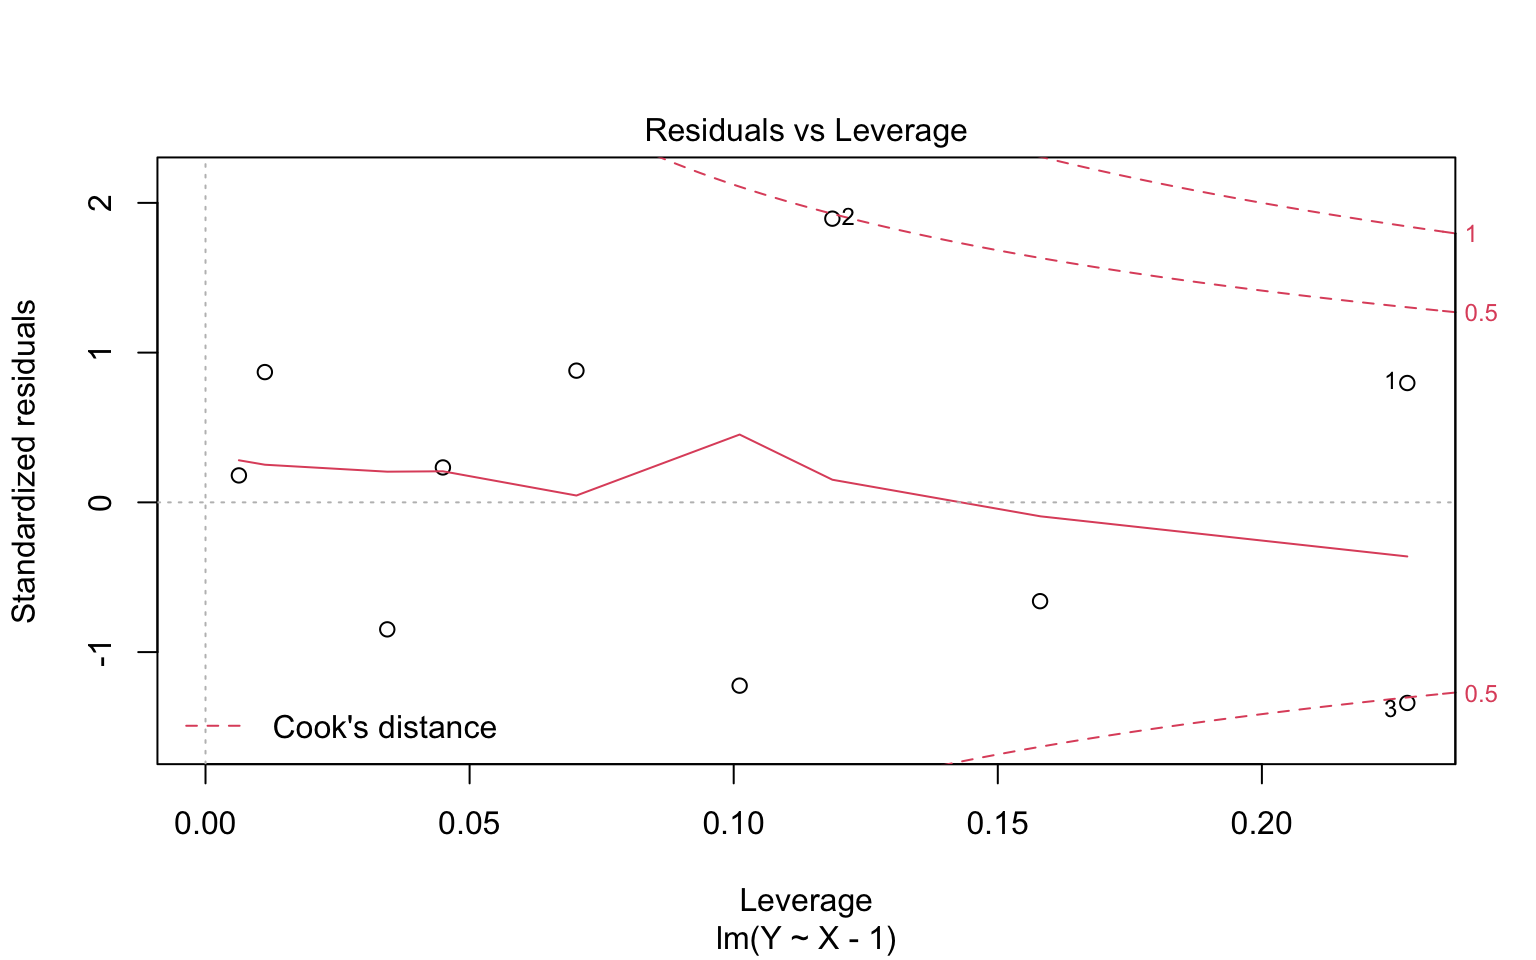 Residuals vs Leverage
Standardized residuals
2
1
0
-1
2
1
3
1
0.5
0.5
Cook's distance
0.00 0.05 0.10 0.15 0.20
Leverage
lm(Y ~ X - 1)